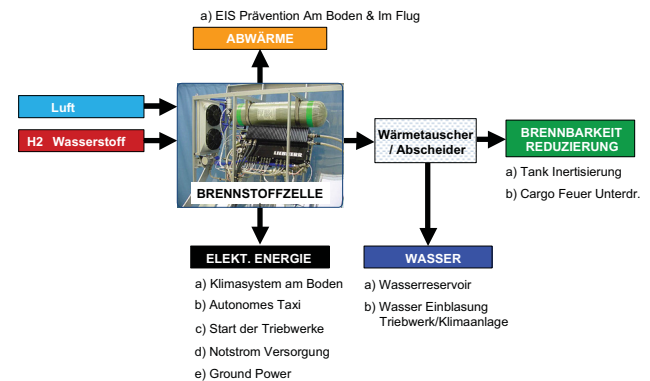 a) EIS Prävention Am Boden & Im Flug
ABWÄRME
Luft
H2 Wasserstoff
BRENNSTOFFZELLE
Wärmetauscher
/ Abscheider
BRENNBARKEIT
REDUZIERUNG
a) Tank Inertisierung
b) Cargo Feuer Unterdr.
ELEKT. ENERGIE
a) Klimasystem am Boden
b) Autonomes Taxi
c) Start der Triebwerke
d) Notstrom Versorgung
e) Ground Power
WASSER
a) Wasserreservoir
b) Wasser Einblasung
Triebwerk/Klimaanlage